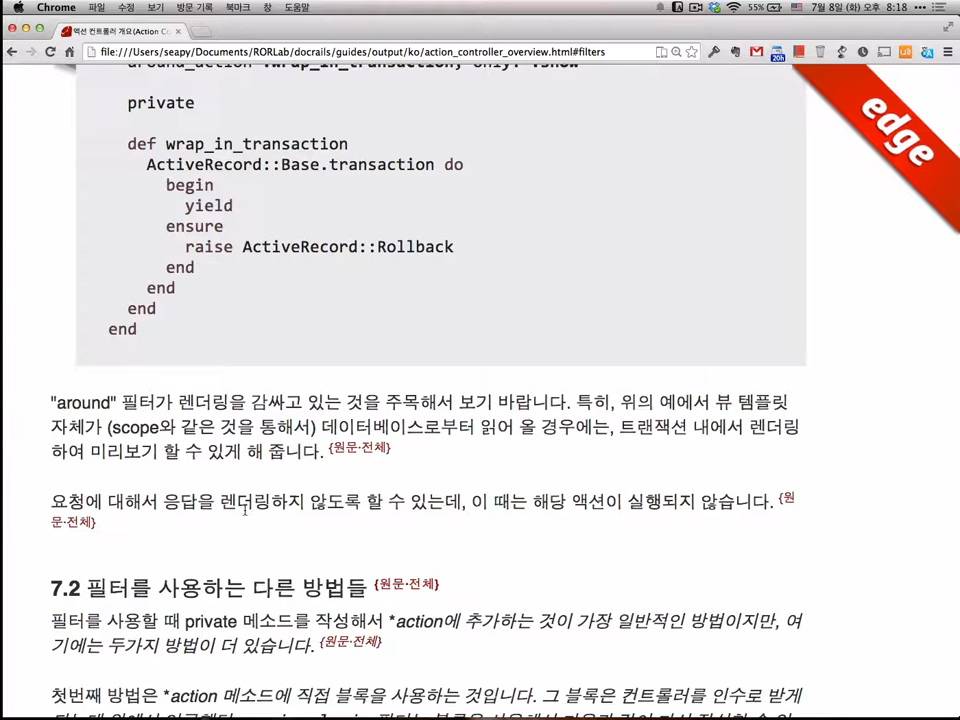 Chrome 파일 수정 보기 방문 기록 북마크 창 도움말 55% 7월 8일 (화) 오후 8:18
액션 컨트롤러 개요(Action C
file:///Users/seapy/Documents/RORLab/docrails/guides/output/ko/action_controller_overview.html#filters
20h
edge
around_action :wrap_in_transaction, only: :show
private
def wrap_in_transaction
ActiveRecord::Base.transaction do
begin
yield
ensure
raise ActiveRecord::Rollback
end
end
end
end
"around" 필터가 렌더링을 감싸고 있는 것을 주목해서 보기 바랍니다. 특히, 위의 예에서 뷰 템플릿
자체가 (scope와 같은 것을 통해서) 데이터베이스로부터 읽어 올 경우에는, 트랜잭션 내에서 렌더링
하여 미리보기 할 수 있게 해 줍니다. {원문·전체}
요청에 대해서 응답을 렌더링하지 않도록 할 수 있는데, 이 때는 해당 액션이 실행되지 않습니다. {원
문·전체}
7.2 필터를 사용하는 다른 방법들 {원문·전체}
필터를 사용할 때 private 메소드를 작성해서 *action에 추가하는 것이 가장 일반적인 방법이지만, 여
기에는 두가지 방법이 더 있습니다. {원문·전체}
첫번째 방법은 *action 메소드에 직접 블록을 사용하는 것입니다. 그 블록은 컨트롤러를 인수로 받게